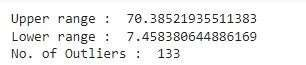 Upper range :  70.38521935511383
Lower range :  7.458380644886169
No. of Outliers :  133